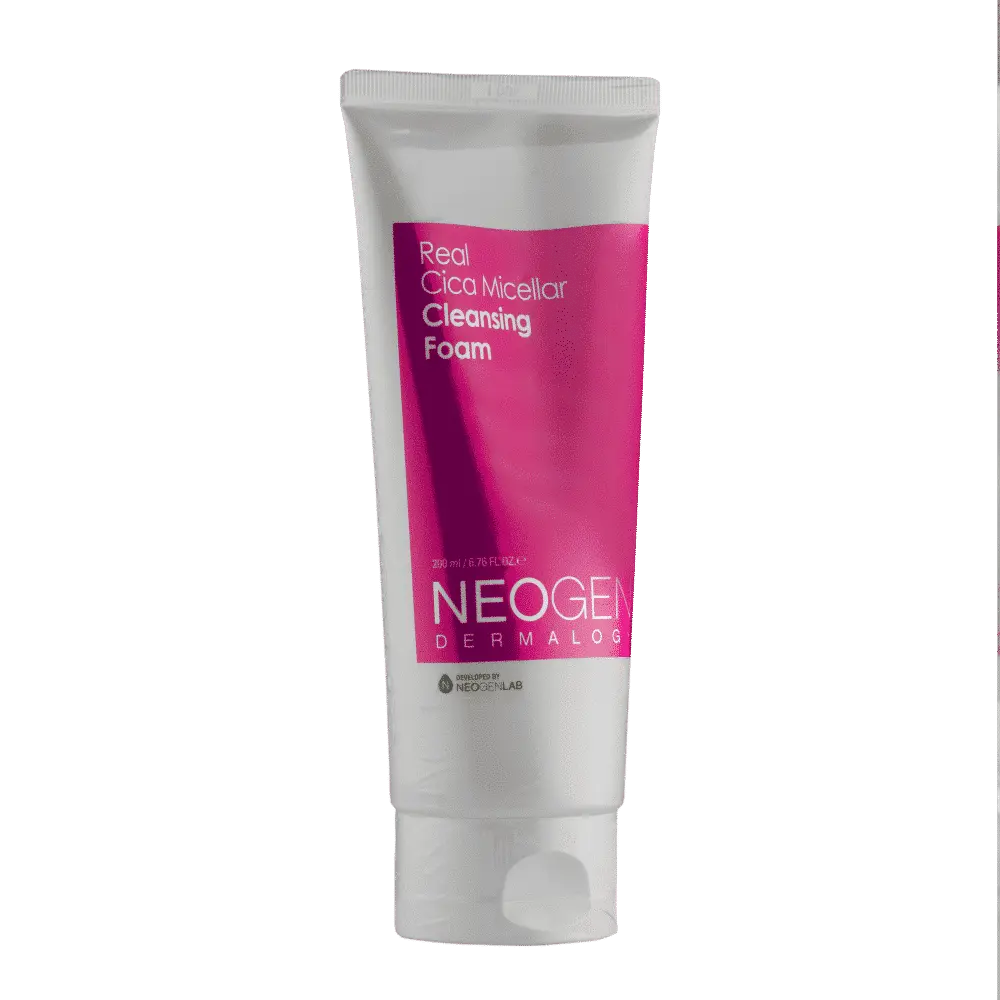 Real
Cica Micellar
Cleansing
Foam
200 ml / 6.76 FL.OZ.℮
NEOGEN
DERMALOG
DEVELOPED BY
NEOGENLAB